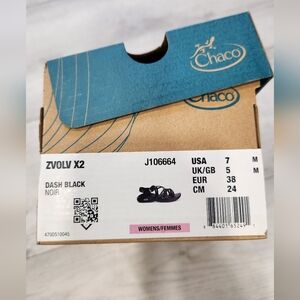 Chaco
Chaco
ZVOLV X2
J106664
USA 7 M
UK/GB 5 M
EUR 38
CM 24
DASH BLACK
NOIR
WOMENS/FEMMES